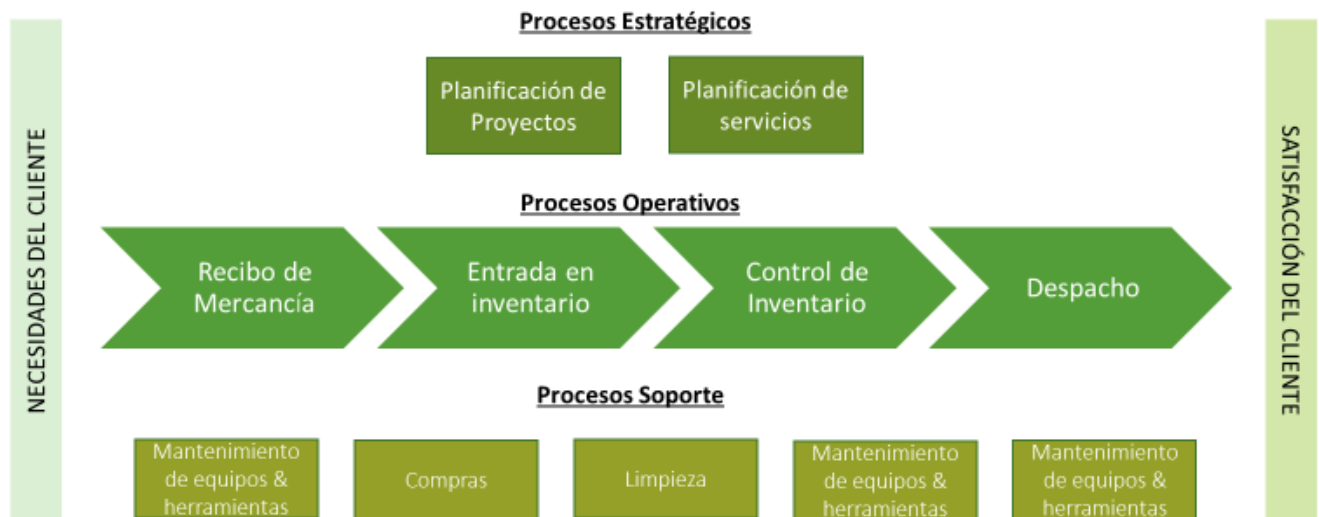 Procesos Estratégicos
Planificación de
Proyectos
Planificación de
servicios
NECESIDADES DEL CLIENTE
SATISFACCIÓN DEL CLIENTE
Procesos Operativos
Recibo de
Mercancía
Entrada en
inventario
Control de
Inventario
Despacho
Procesos Soporte
Mantenimiento
de equipos &
herramientas
Compras
Limpieza
Mantenimiento
de equipos &
herramientas
Mantenimiento
de equipos &
herramientas